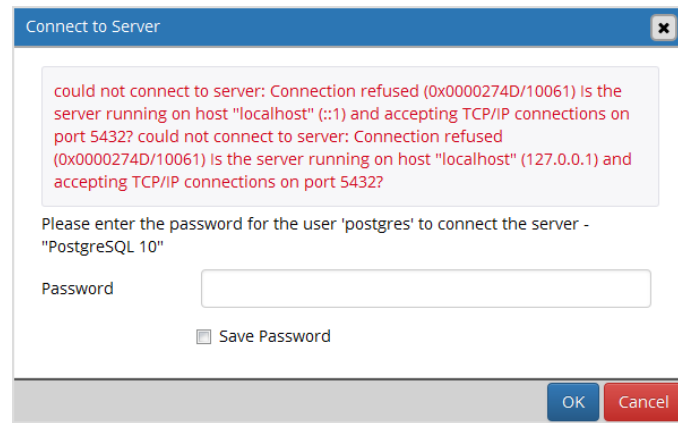 Connect to Server
could not connect to server: Connection refused (0x0000274D/10061) Is the
server running on host "localhost" (::1) and accepting TCP/IP connections on
port 5432? could not connect to server: Connection refused
(0x0000274D/10061) Is the server running on host "localhost" (127.0.0.1) and
accepting TCP/IP connections on port 5432?
Please enter the password for the user 'postgres' to connect the server -
"PostgreSQL 10"
Password
Save Password
OK Cancel